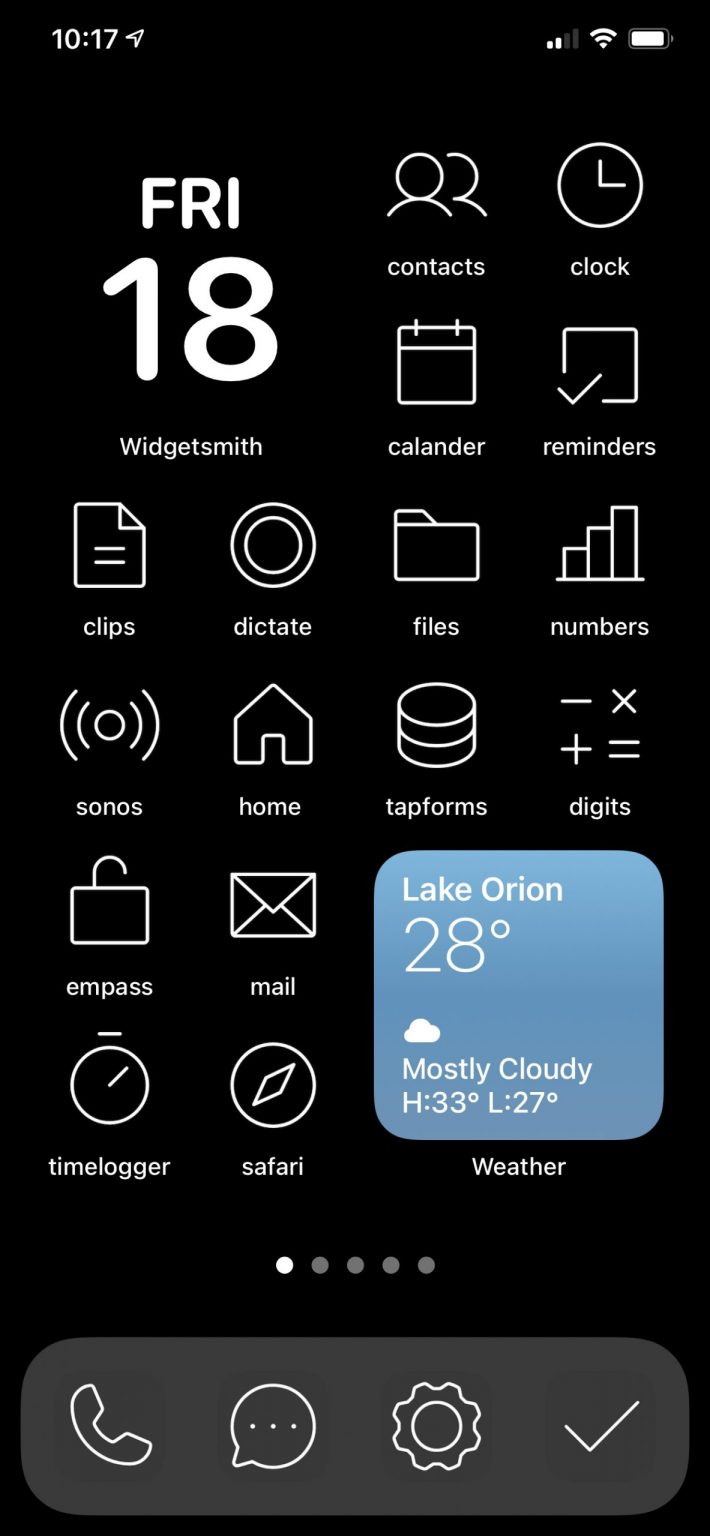 10:17
FRI
18
Widgetsmith
contacts
clock
calander
reminders
clips
dictate
files
numbers
sonos
home
tapforms
digits
empass
mail
Lake Orion
28°
Mostly Cloudy
H:33° L:27°
timelogger
safari
Weather